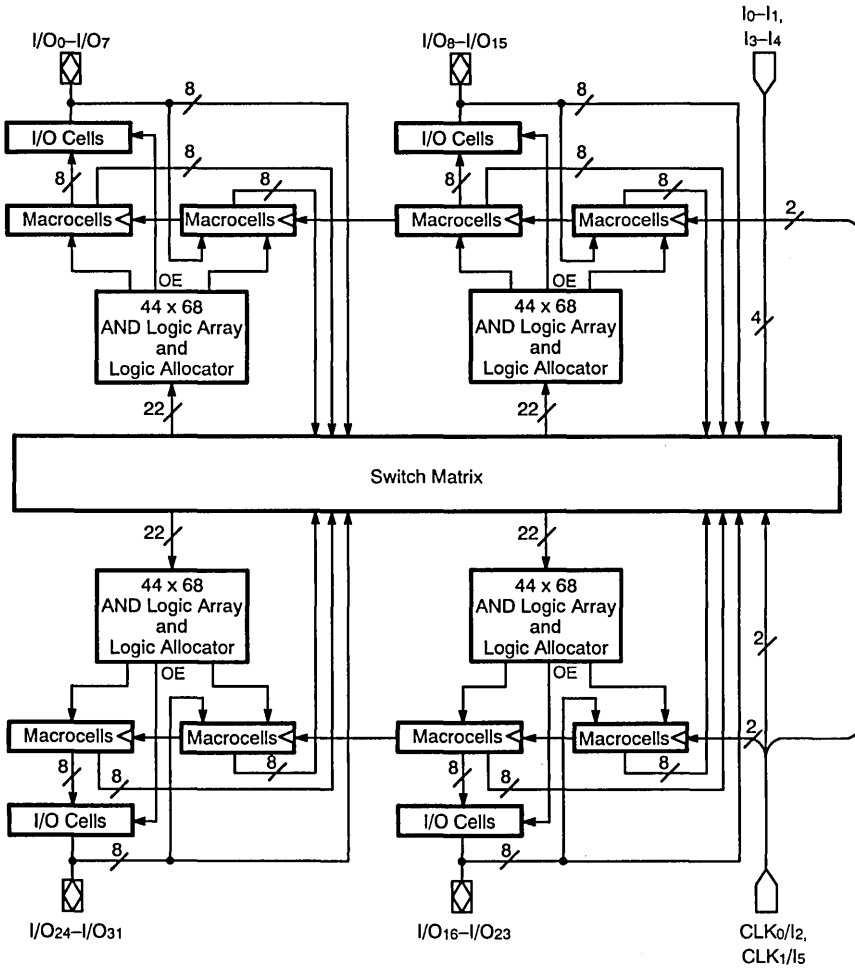 I/O0–I/O7
I/O8–I/O15
I0–I1,
I3–I4
8
8
I/O Cells
I/O Cells
8
8
8
8
8
8
Macrocells
Macrocells
Macrocells
Macrocells
2
OE
OE
44 x 68
AND Logic Array
and
Logic Allocator
44 x 68
AND Logic Array
and
Logic Allocator
4
22
22
Switch Matrix
22
22
44 x 68
AND Logic Array
and
Logic Allocator
44 x 68
AND Logic Array
and
Logic Allocator
2
OE
OE
Macrocells
Macrocells
Macrocells
Macrocells
2
8
8
8
8
8
8
I/O Cells
I/O Cells
8
8
I/O24–I/O31
I/O16–I/O23
CLK0/I2,
CLK1/I5